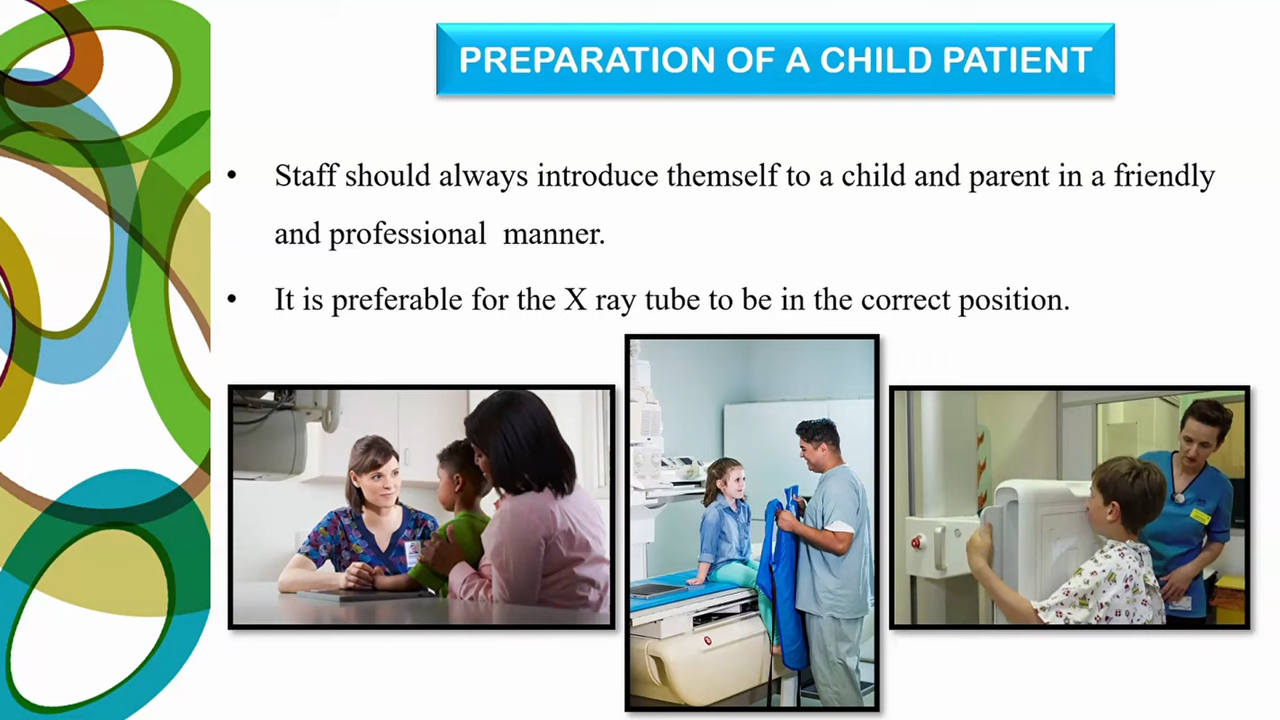 PREPARATION OF A CHILD PATIENT
• Staff should always introduce themself to a child and parent in a friendly
and professional  manner.
• It is preferable for the X ray tube to be in the correct position.